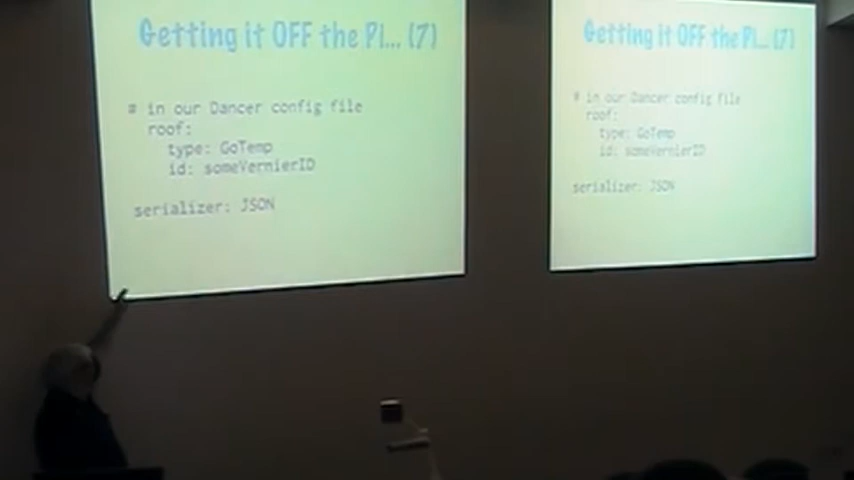 Getting it OFF the Pi... (7)
# in our Dancer config file
roof:
type: GoTemp
id: someVernierID
serializer: JSON
Getting it OFF the Pi... (7)
# in our Dancer config file
roof:
type: GoTemp
id: someVernierID
serializer: JSON